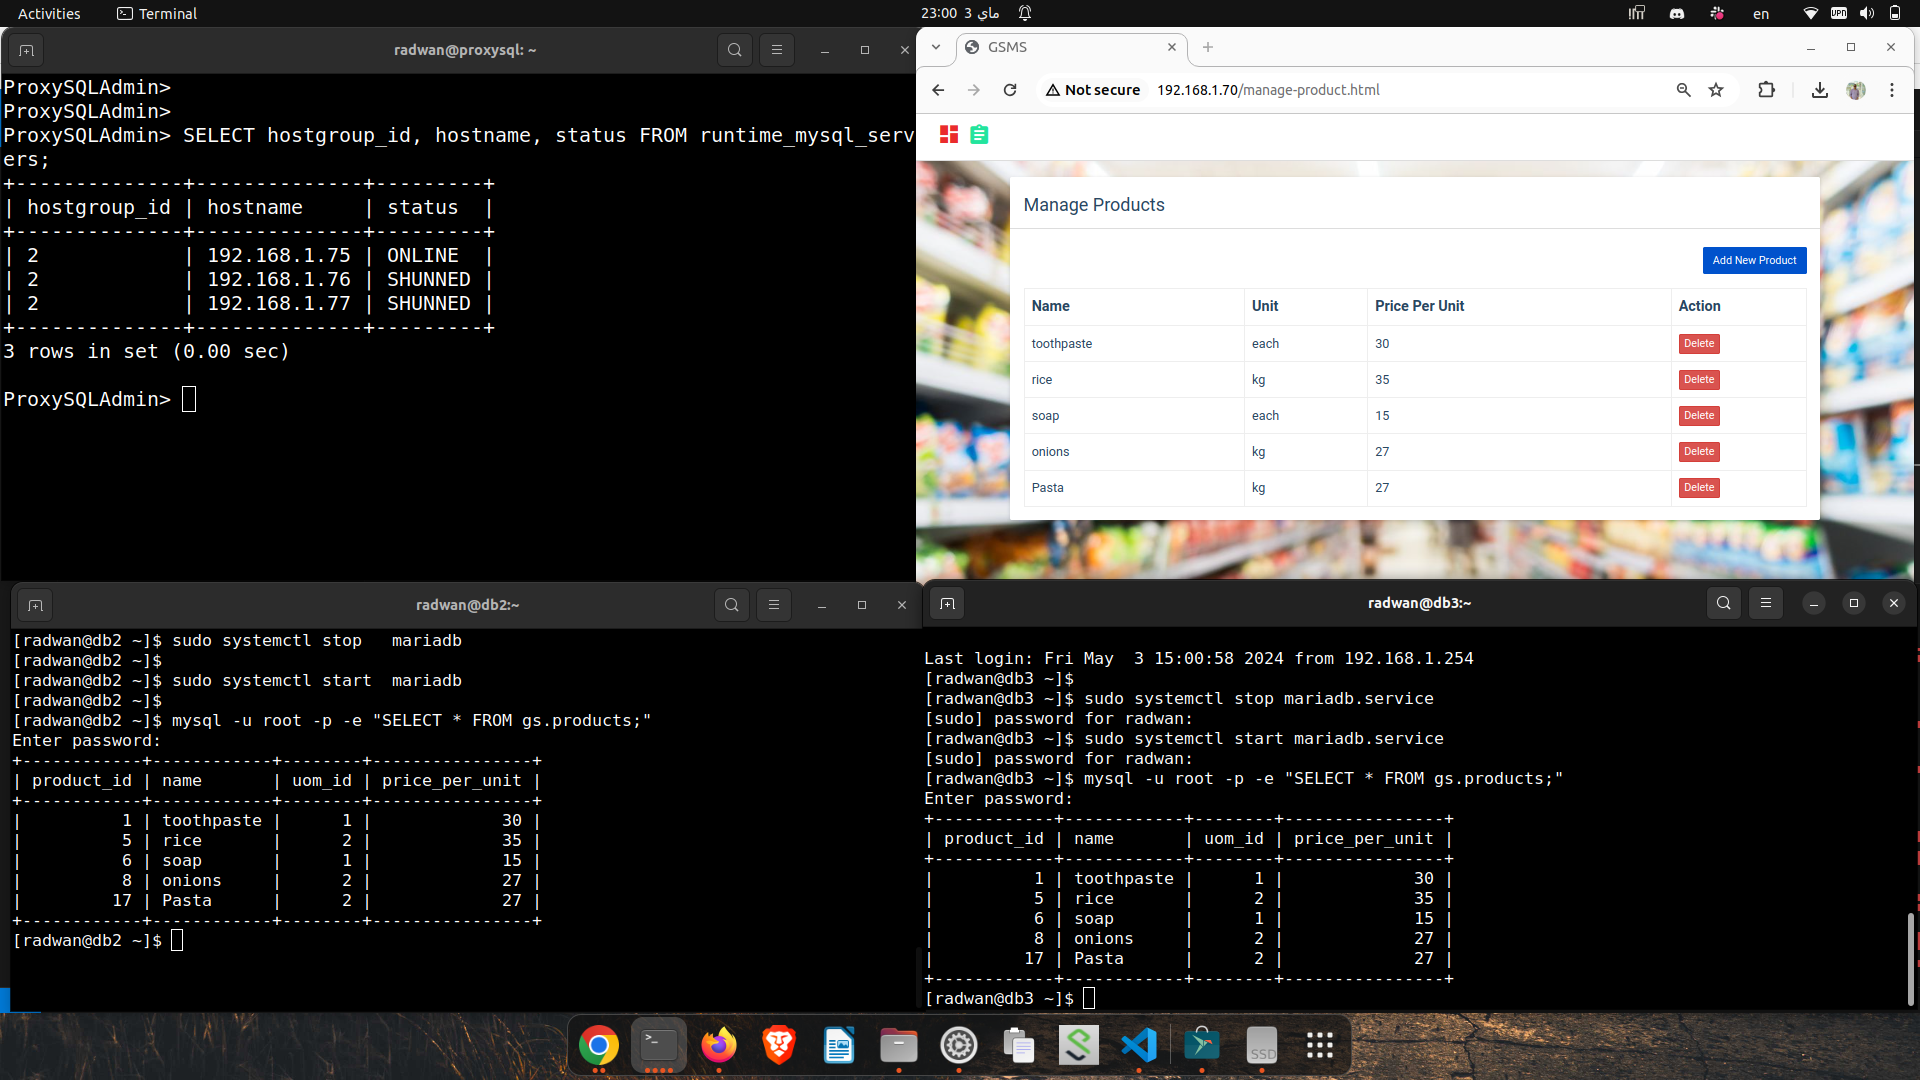 Activities
Terminal
23:00 3 ماي
en
VPN
radwan@proxysql: ~
ProxySQLAdmin>
ProxySQLAdmin>
ProxySQLAdmin> SELECT hostgroup_id, hostname, status FROM runtime_mysql_serv
ers;
+--------------+--------------+---------+
| hostgroup_id | hostname     | status  |
+--------------+--------------+---------+
| 2            | 192.168.1.75 | ONLINE  |
| 2            | 192.168.1.76 | SHUNNED |
| 2            | 192.168.1.77 | SHUNNED |
+--------------+--------------+---------+
3 rows in set (0.00 sec)
ProxySQLAdmin>
GSMS
Not secure 192.168.1.70/manage-product.html
Manage Products
Add New Product
Name Unit Price Per Unit Action
toothpaste each 30 Delete
rice kg 35 Delete
soap each 15 Delete
onions kg 27 Delete
Pasta kg 27 Delete
radwan@db2:~
[radwan@db2 ~]$ sudo systemctl stop   mariadb
[radwan@db2 ~]$
[radwan@db2 ~]$ sudo systemctl start  mariadb
[radwan@db2 ~]$
[radwan@db2 ~]$ mysql -u root -p -e "SELECT * FROM gs.products;"
Enter password:
+------------+------------+--------+----------------+
| product_id | name       | uom_id | price_per_unit |
+------------+------------+--------+----------------+
|          1 | toothpaste |      1 |             30 |
|          5 | rice       |      2 |             35 |
|          6 | soap       |      1 |             15 |
|          8 | onions     |      2 |             27 |
|         17 | Pasta      |      2 |             27 |
+------------+------------+--------+----------------+
[radwan@db2 ~]$
radwan@db3:~
Last login: Fri May  3 15:00:58 2024 from 192.168.1.254
[radwan@db3 ~]$
[radwan@db3 ~]$ sudo systemctl stop mariadb.service
[sudo] password for radwan:
[radwan@db3 ~]$ sudo systemctl start mariadb.service
[sudo] password for radwan:
[radwan@db3 ~]$ mysql -u root -p -e "SELECT * FROM gs.products;"
Enter password:
+------------+------------+--------+----------------+
| product_id | name       | uom_id | price_per_unit |
+------------+------------+--------+----------------+
|          1 | toothpaste |      1 |             30 |
|          5 | rice       |      2 |             35 |
|          6 | soap       |      1 |             15 |
|          8 | onions     |      2 |             27 |
|         17 | Pasta      |      2 |             27 |
+------------+------------+--------+----------------+
[radwan@db3 ~]$
SSD